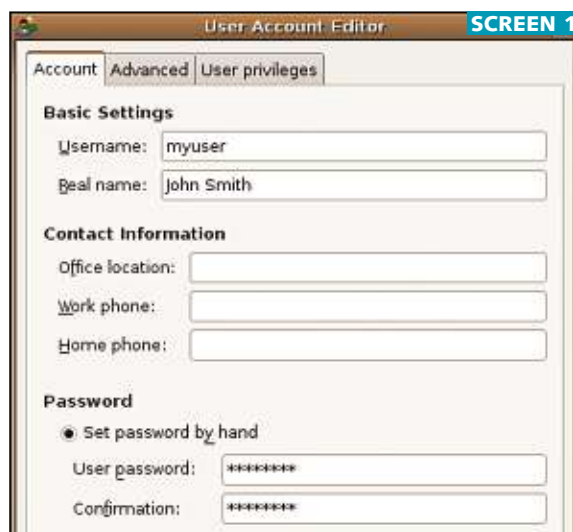 User Account Editor
SCREEN 1
Account Advanced User privileges
Basic Settings
Username: myuser
Real name: John Smith
Contact Information
Office location:
Work phone:
Home phone:
Password
Set password by hand
User password: ********
Confirmation: ********